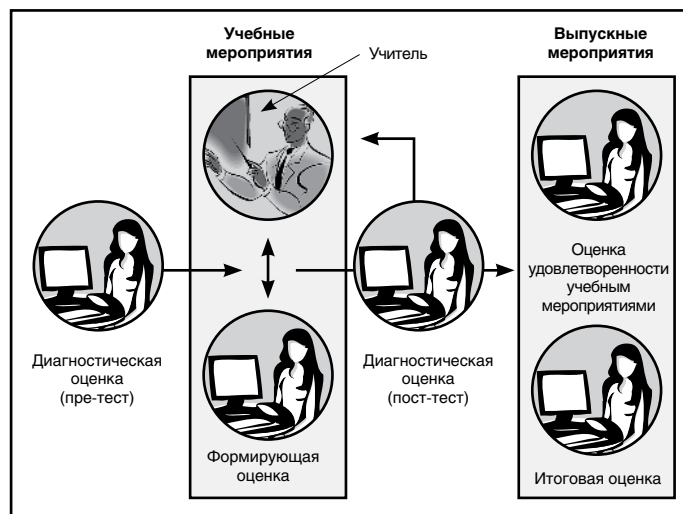 Учебные
мероприятия
Учитель
Выпускные
мероприятия
Диагностическая
оценка
(пре-тест)
Формирующая
оценка
Диагностическая
оценка
(пост-тест)
Оценка
удовлетворенности
учебным
мероприятиями
Итоговая оценка